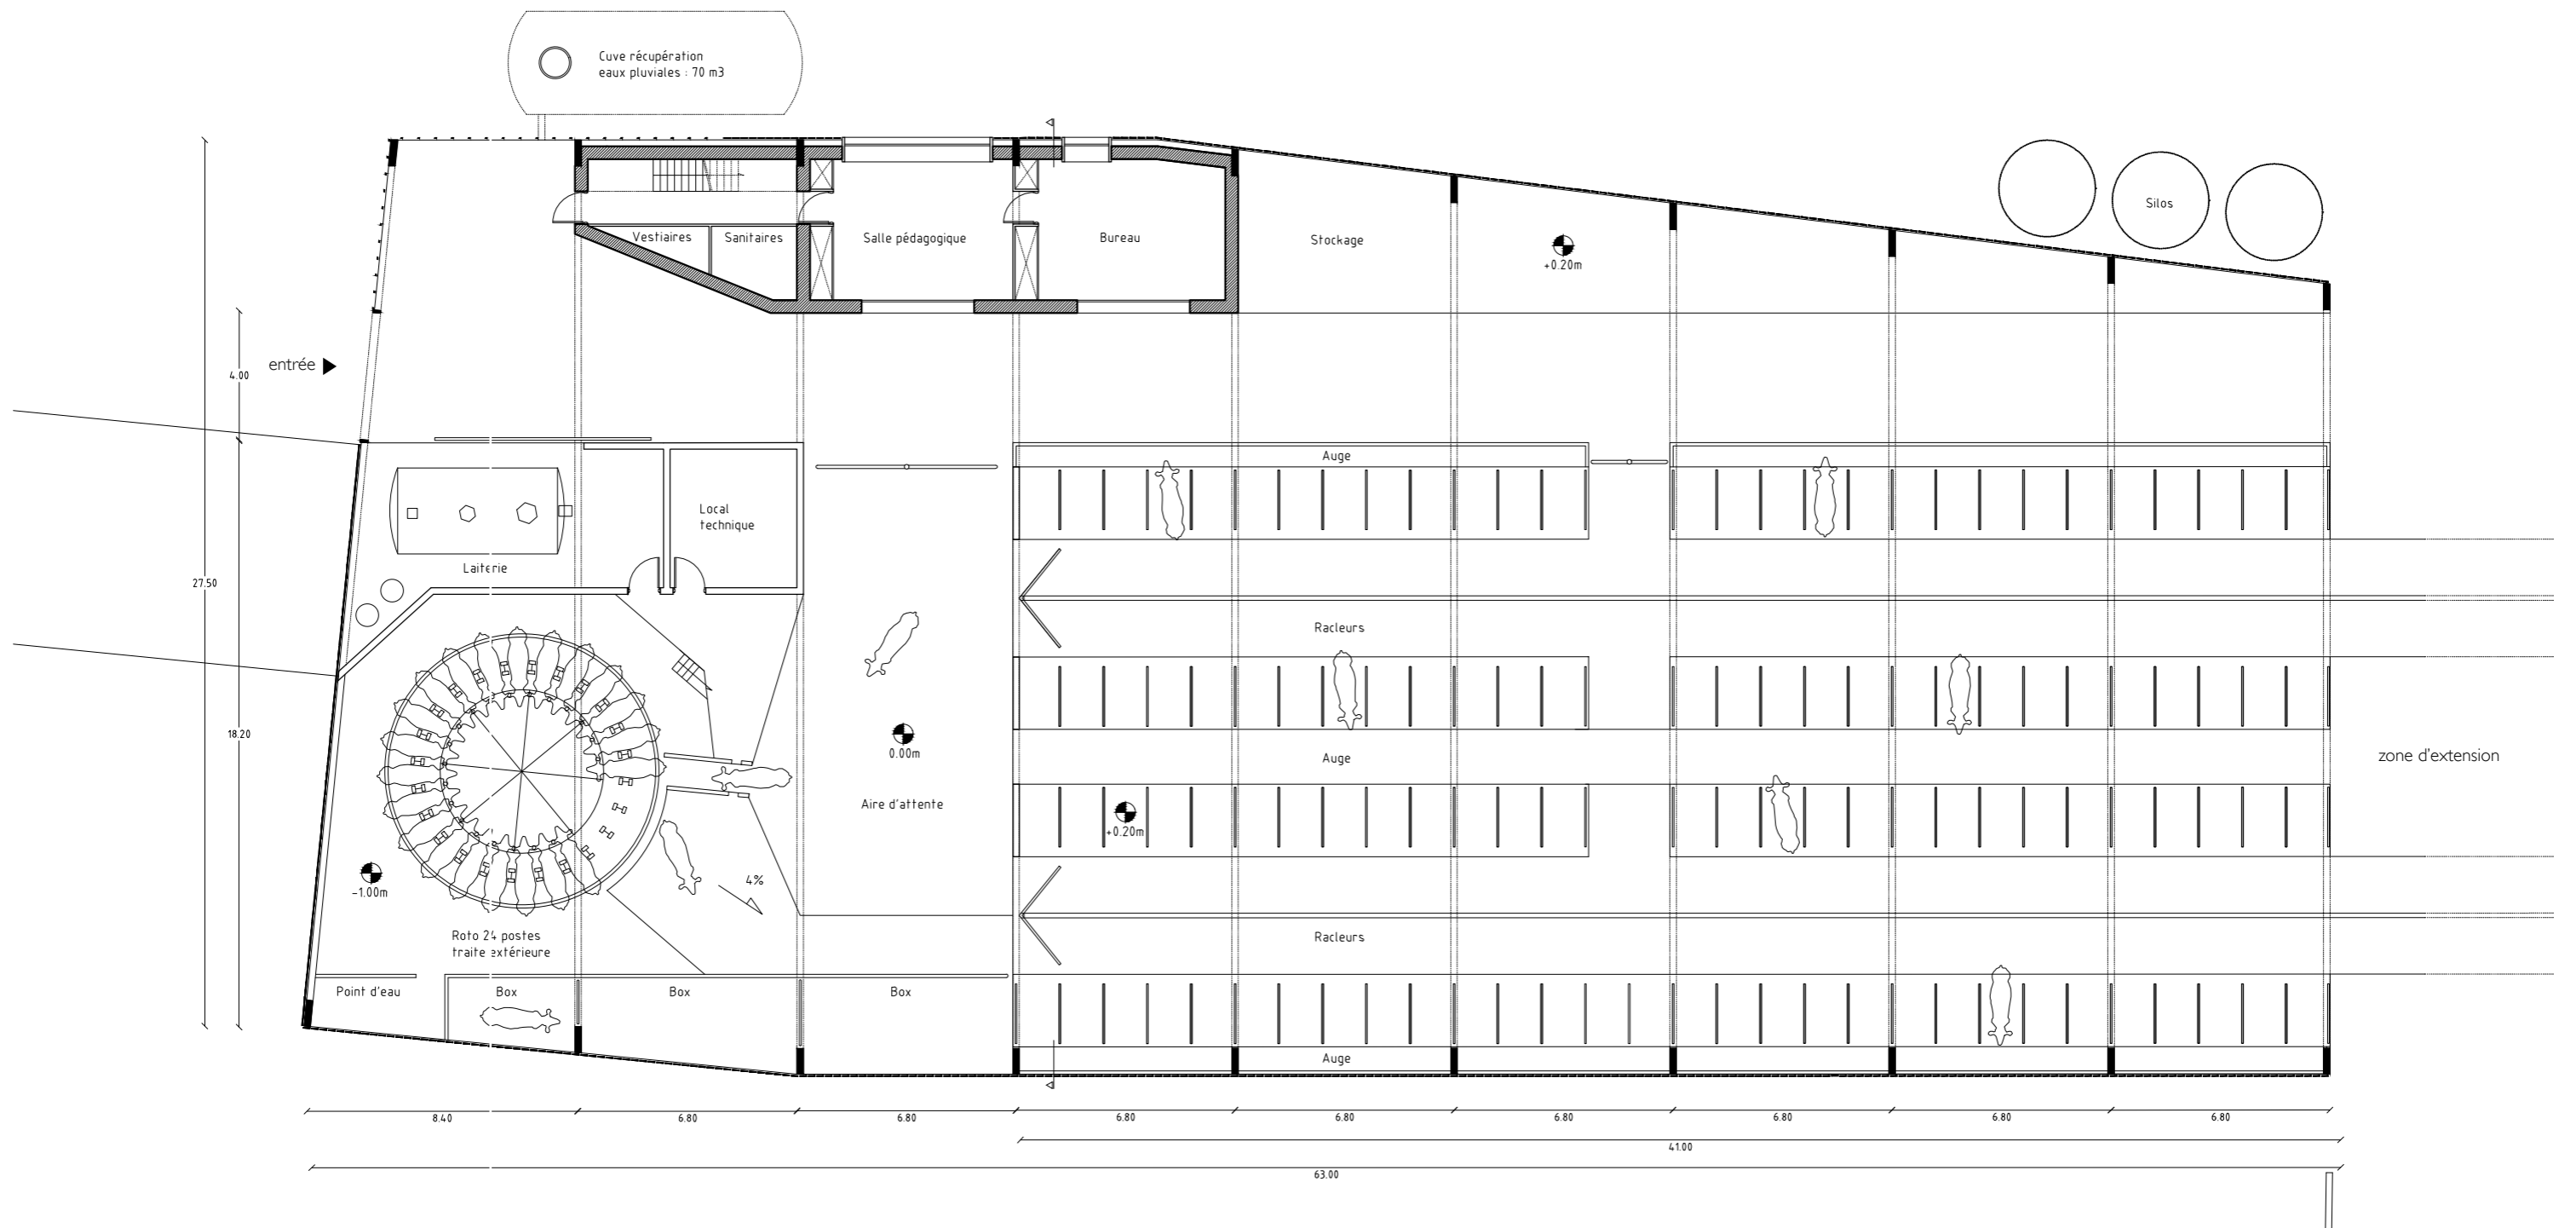 Cuve récupération
eaux pluviales : 70 m3
Silos
Vestiaires
Sanitaires
Salle pédagogique
Bureau
Stockage
+0.20m
entrée
4.00
27.50
18.20
Auge
Local
technique
Laiterie
Racleurs
0.00m
Auge
zone d'extension
Aire d'attente
+0.20m
-1.00m
4%
Roto 24 postes
traite extérieure
Racleurs
Point d'eau
Box
Box
Box
Auge
8.40
6.80
6.80
6.80
6.80
6.80
6.80
6.80
6.80
41.00
63.00